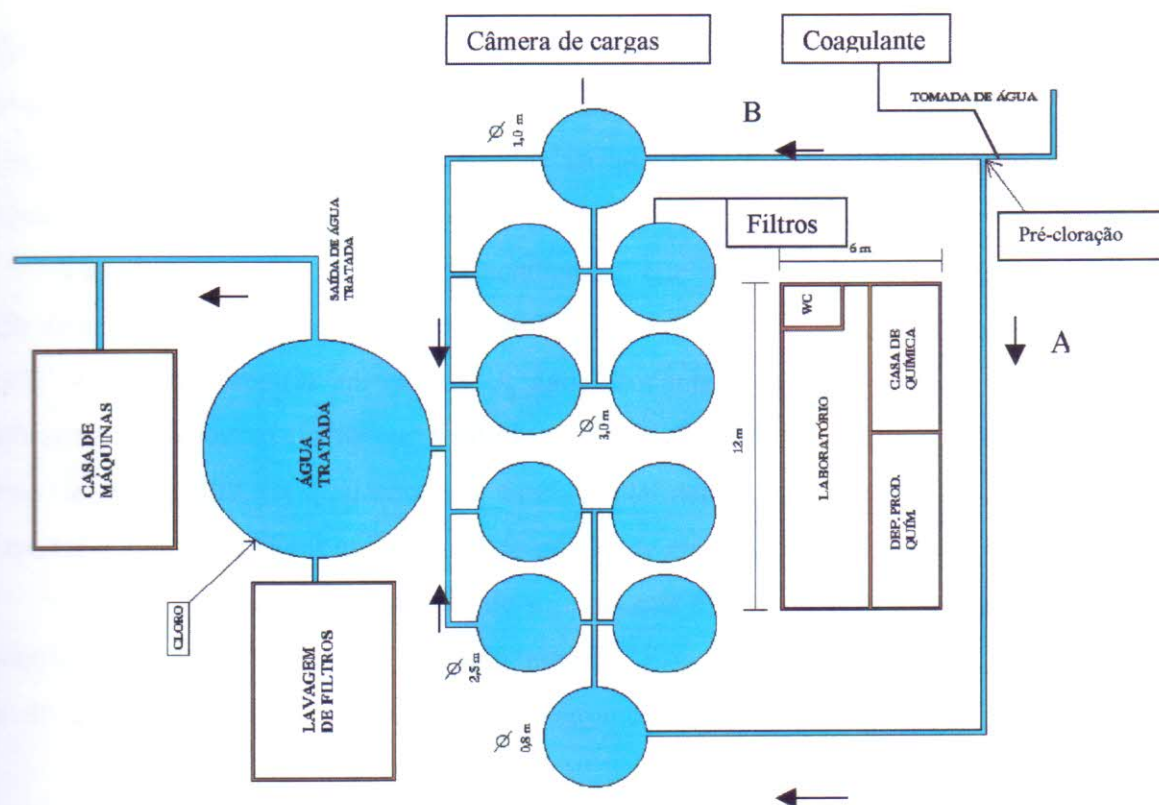 Câmera de cargas
Coagulante
TOMADA DE ÁGUA
B
Ø
1,0 m
Filtros
Pré-cloração
6 m
SAÍDA DE ÁGUA
TRATADA
WC
CASA DE
QUÍMICA
A
CASA DE
MÁQUINAS
ÁGUA
TRATADA
Ø
3,0 m
12m
LABORATÓRIO
DEP. PROD.
QUÍM.
CLORO
LAVAGEM
DE FILTROS
Ø
2,5 m
Ø
0,8 m